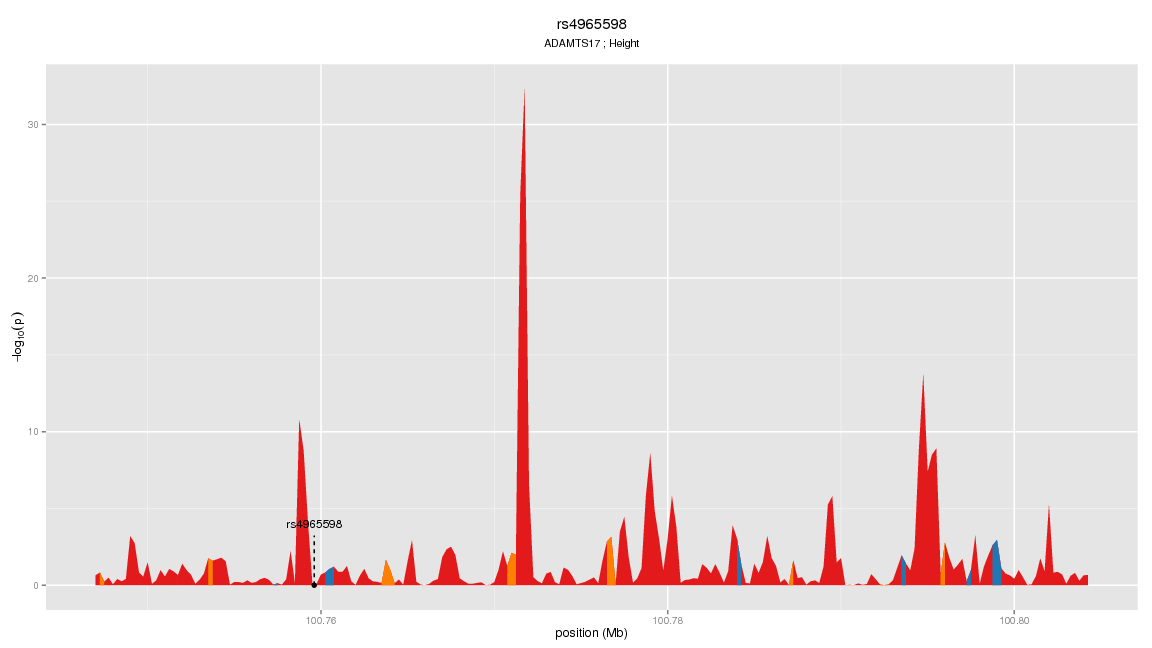 rs4965598
ADAMTS17 ; Height
30
20
10
0
−log10(p)
rs4965598
100.76
100.78
100.80
position (Mb)